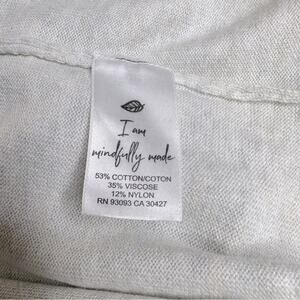 I am
mindfully made
53% COTTON/COTON
35% VISCOSE
12% NYLON
RN 93093 CA 30427